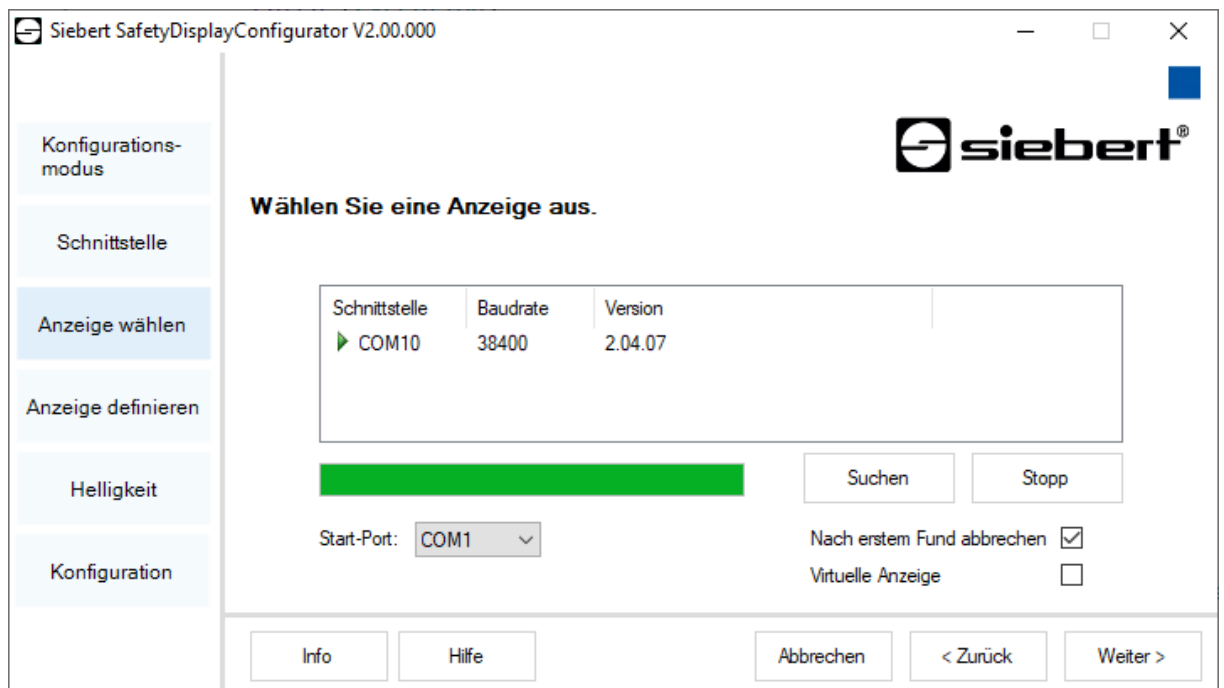 Siebert SafetyDisplayConfigurator V2.00.000
siebert®
Konfigurations-
modus
Schnittstelle
Anzeige wählen
Anzeige definieren
Helligkeit
Konfiguration
Wählen Sie eine Anzeige aus.
Schnittstelle Baudrate Version
COM10 38400 2.04.07
Suchen Stopp
Start-Port: COM1 Nach erstem Fund abbrechen
Virtuelle Anzeige
Info Hilfe Abbrechen < Zurück Weiter >